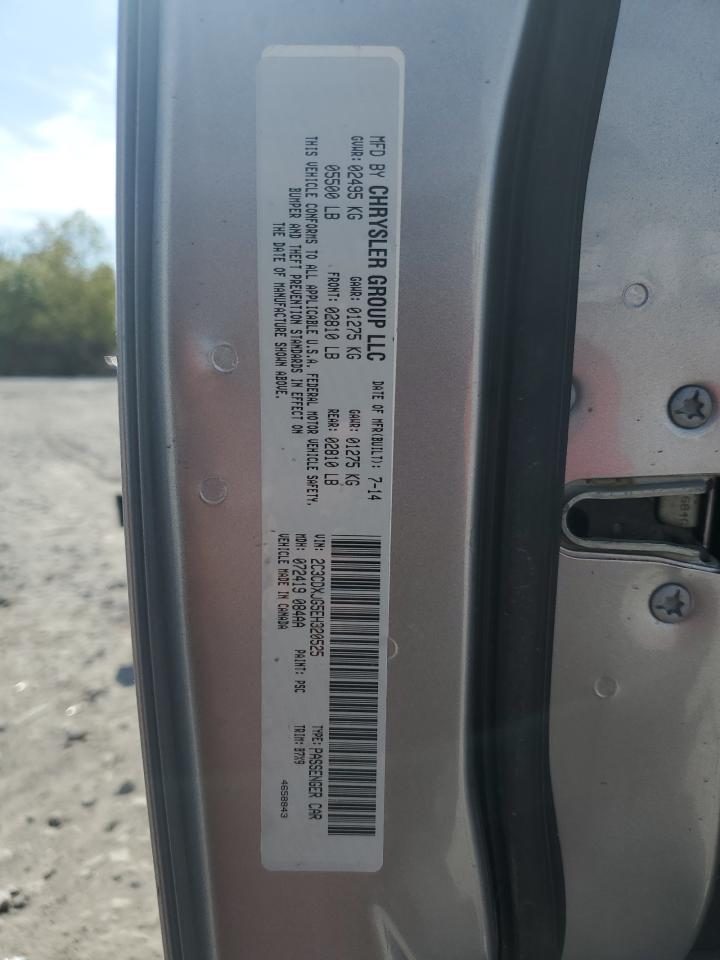 MFD BY CHRYSLER GROUP LLC DATE OF MFR(BUILT): 7-14
GVWR: 02495 KG GAWR: 01275 KG GAWR: 01275 KG
05500 LB FRONT: 02810 LB REAR: 02810 LB
THIS VEHICLE CONFORMS TO ALL APPLICABLE U.S.A. FEDERAL MOTOR VEHICLE SAFETY,
BUMPER AND THEFT PREVENTION STANDARDS IN EFFECT ON
THE DATE OF MANUFACTURE SHOWN ABOVE.
VIN: 2C3CDXJG5EH320525 TYPE: PASSENGER CAR
MDH: 072419 084AA PAINT: PSC TRIM: B7X9
VEHICLE MADE IN CANADA 4658843